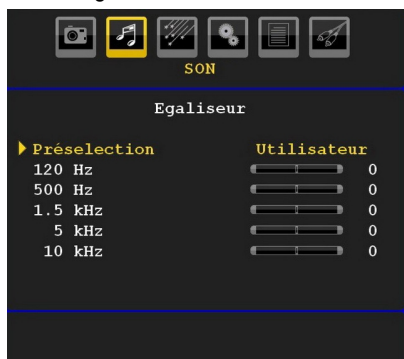 SON
Egaliseur
Préselection Utilisateur
120 Hz 0
500 Hz 0
1.5 kHz 0
5 kHz 0
10 kHz 0